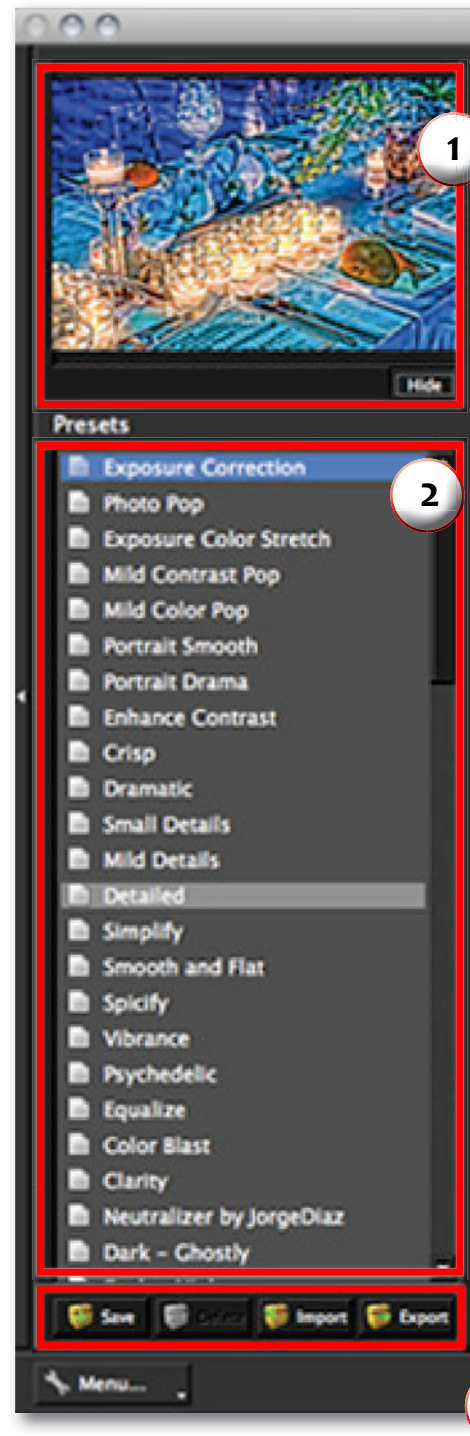 1
Hide
Presets
2
Exposure Correction
Photo Pop
Exposure Color Stretch
Mild Contrast Pop
Mild Color Pop
Portrait Smooth
Portrait Drama
Enhance Contrast
Crisp
Dramatic
Small Details
Mild Details
Detailed
Simplify
Smooth and Flat
Spicify
Vibrance
Psychedelic
Equalize
Color Blast
Clarity
Neutralizer by JorgeDiaz
Dark - Ghostly
Save Delete Import Export
Menu...